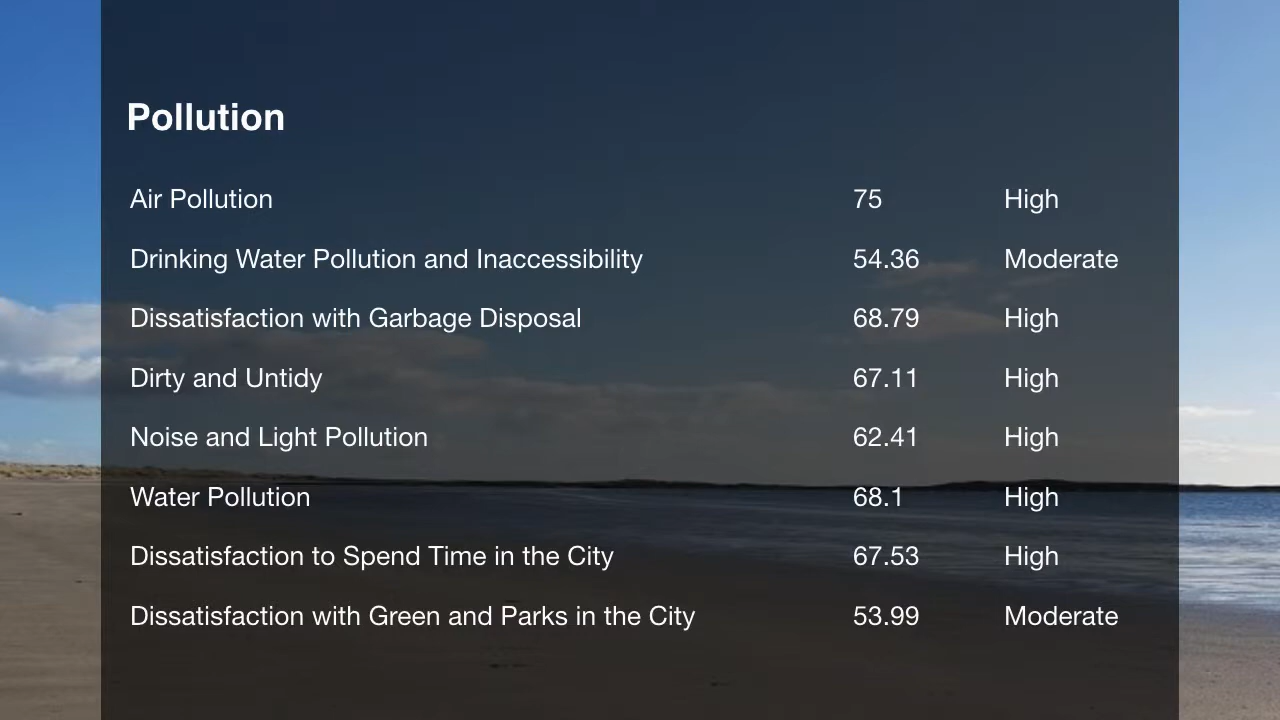 Pollution
Air Pollution 75 High
Drinking Water Pollution and Inaccessibility 54.36 Moderate
Dissatisfaction with Garbage Disposal 68.79 High
Dirty and Untidy 67.11 High
Noise and Light Pollution 62.41 High
Water Pollution 68.1 High
Dissatisfaction to Spend Time in the City 67.53 High
Dissatisfaction with Green and Parks in the City 53.99 Moderate